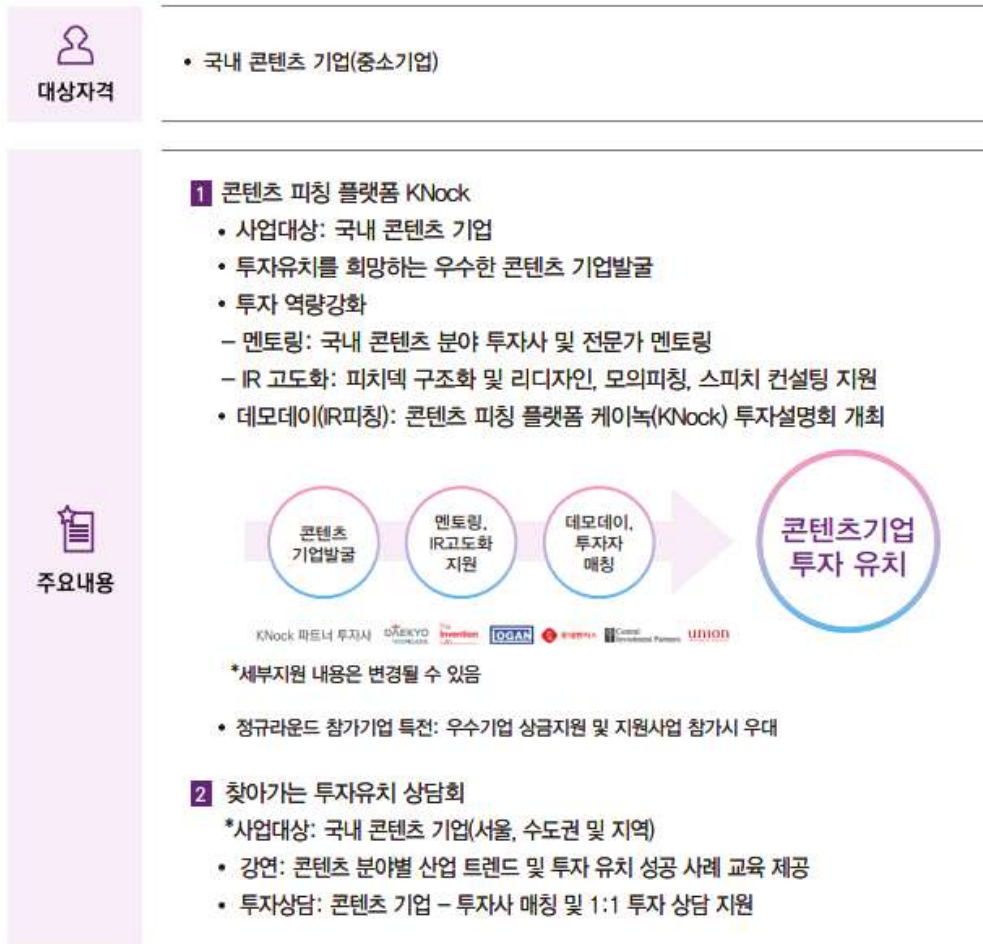 대상자격
• 국내 콘텐츠 기업(중소기업)
주요내용
1 콘텐츠 피칭 플랫폼 KNock
• 사업대상: 국내 콘텐츠 기업
• 투자유치를 희망하는 우수한 콘텐츠 기업발굴
• 투자 역량강화
– 멘토링: 국내 콘텐츠 분야 투자사 및 전문가 멘토링
– IR 고도화: 피치덱 구조화 및 리디자인, 모의피칭, 스피치 컨설팅 지원
• 데모데이(IR피칭): 콘텐츠 피칭 플랫폼 케이녹(KNock) 투자설명회 개최
콘텐츠
기업발굴
멘토링,
IR고도화
지원
데모데이,
투자자
매칭
콘텐츠기업
투자 유치
KNock 파트너 투자사
DAEKYO
The
Invention
LOGAN
롯데벤처스
Central
Investment Partners
union
*세부지원 내용은 변경될 수 있음
• 정규라운드 참가기업 특전: 우수기업 상금지원 및 지원사업 참가시 우대
2 찾아가는 투자유치 상담회
*사업대상: 국내 콘텐츠 기업(서울, 수도권 및 지역)
• 강연: 콘텐츠 분야별 산업 트렌드 및 투자 유치 성공 사례 교육 제공
• 투자상담: 콘텐츠 기업 – 투자사 매칭 및 1:1 투자 상담 지원